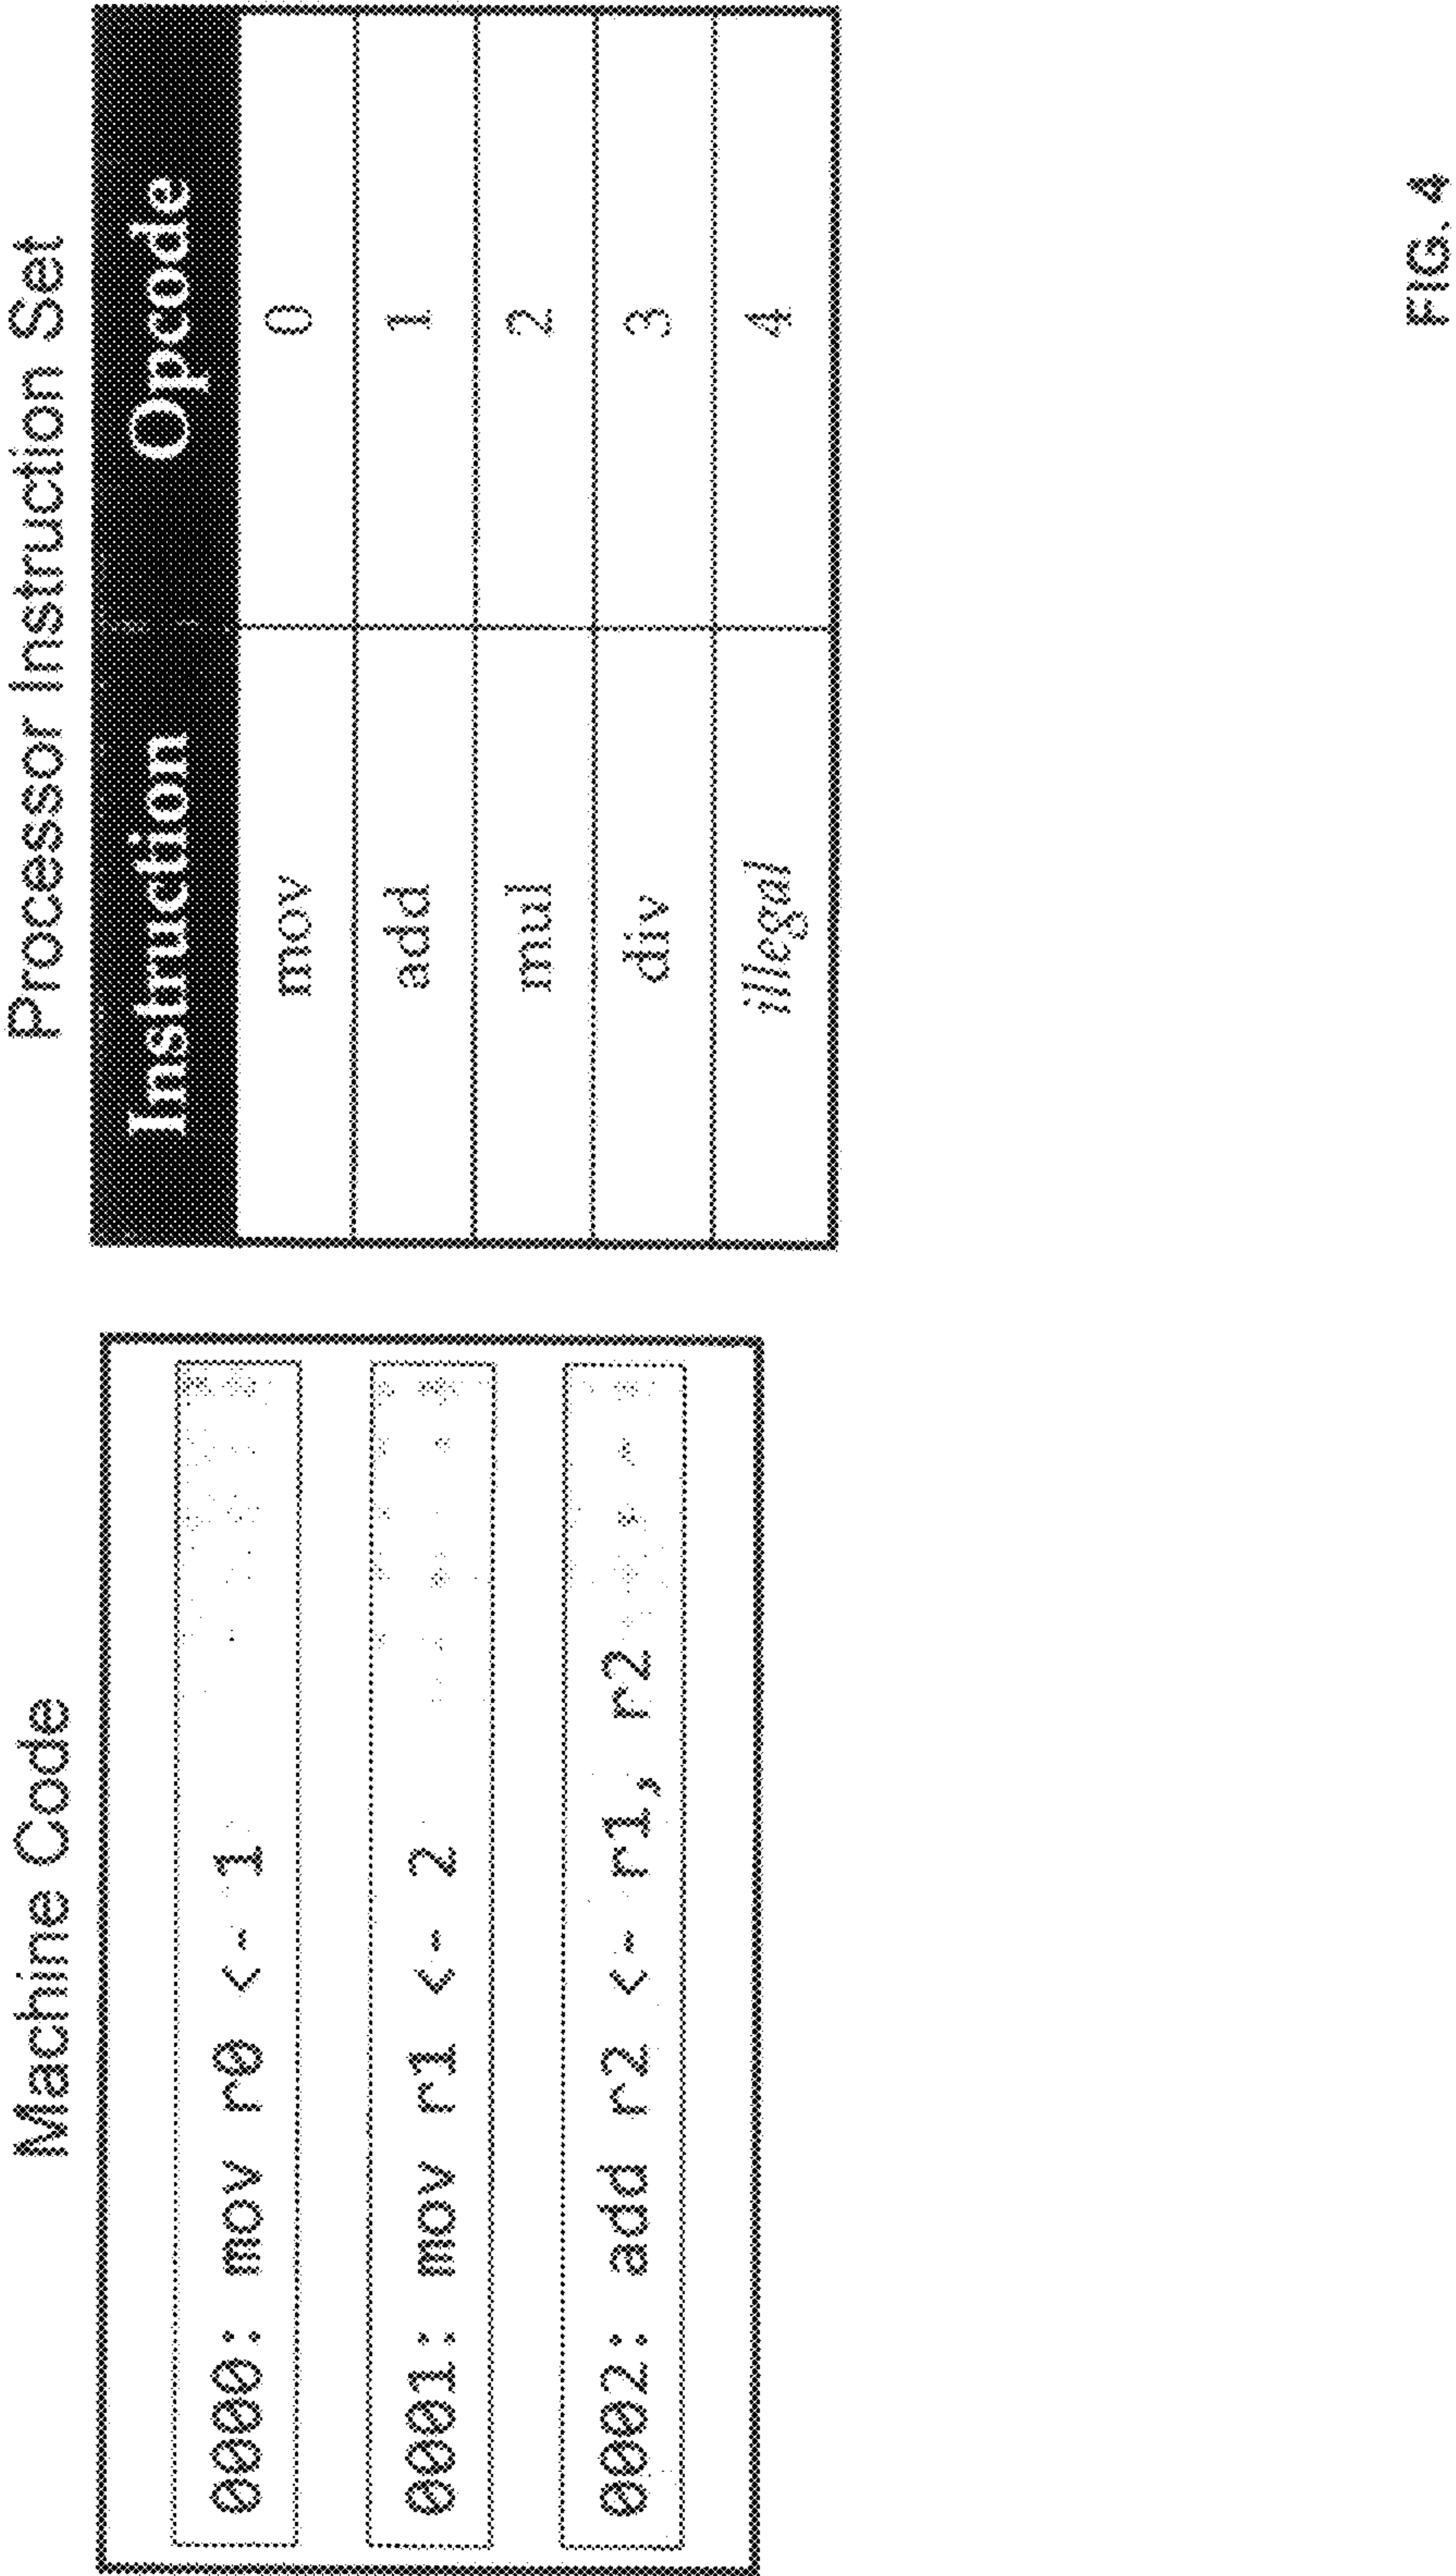 Machine Code
0000: mov r0 <- 1
0001: mov r1 <- 2
0002: add r2 <- r1, r2
Processor Instruction Set
Instruction Opcode
mov 0
add 1
mul 2
div 3
illegal 4
FIG. 4